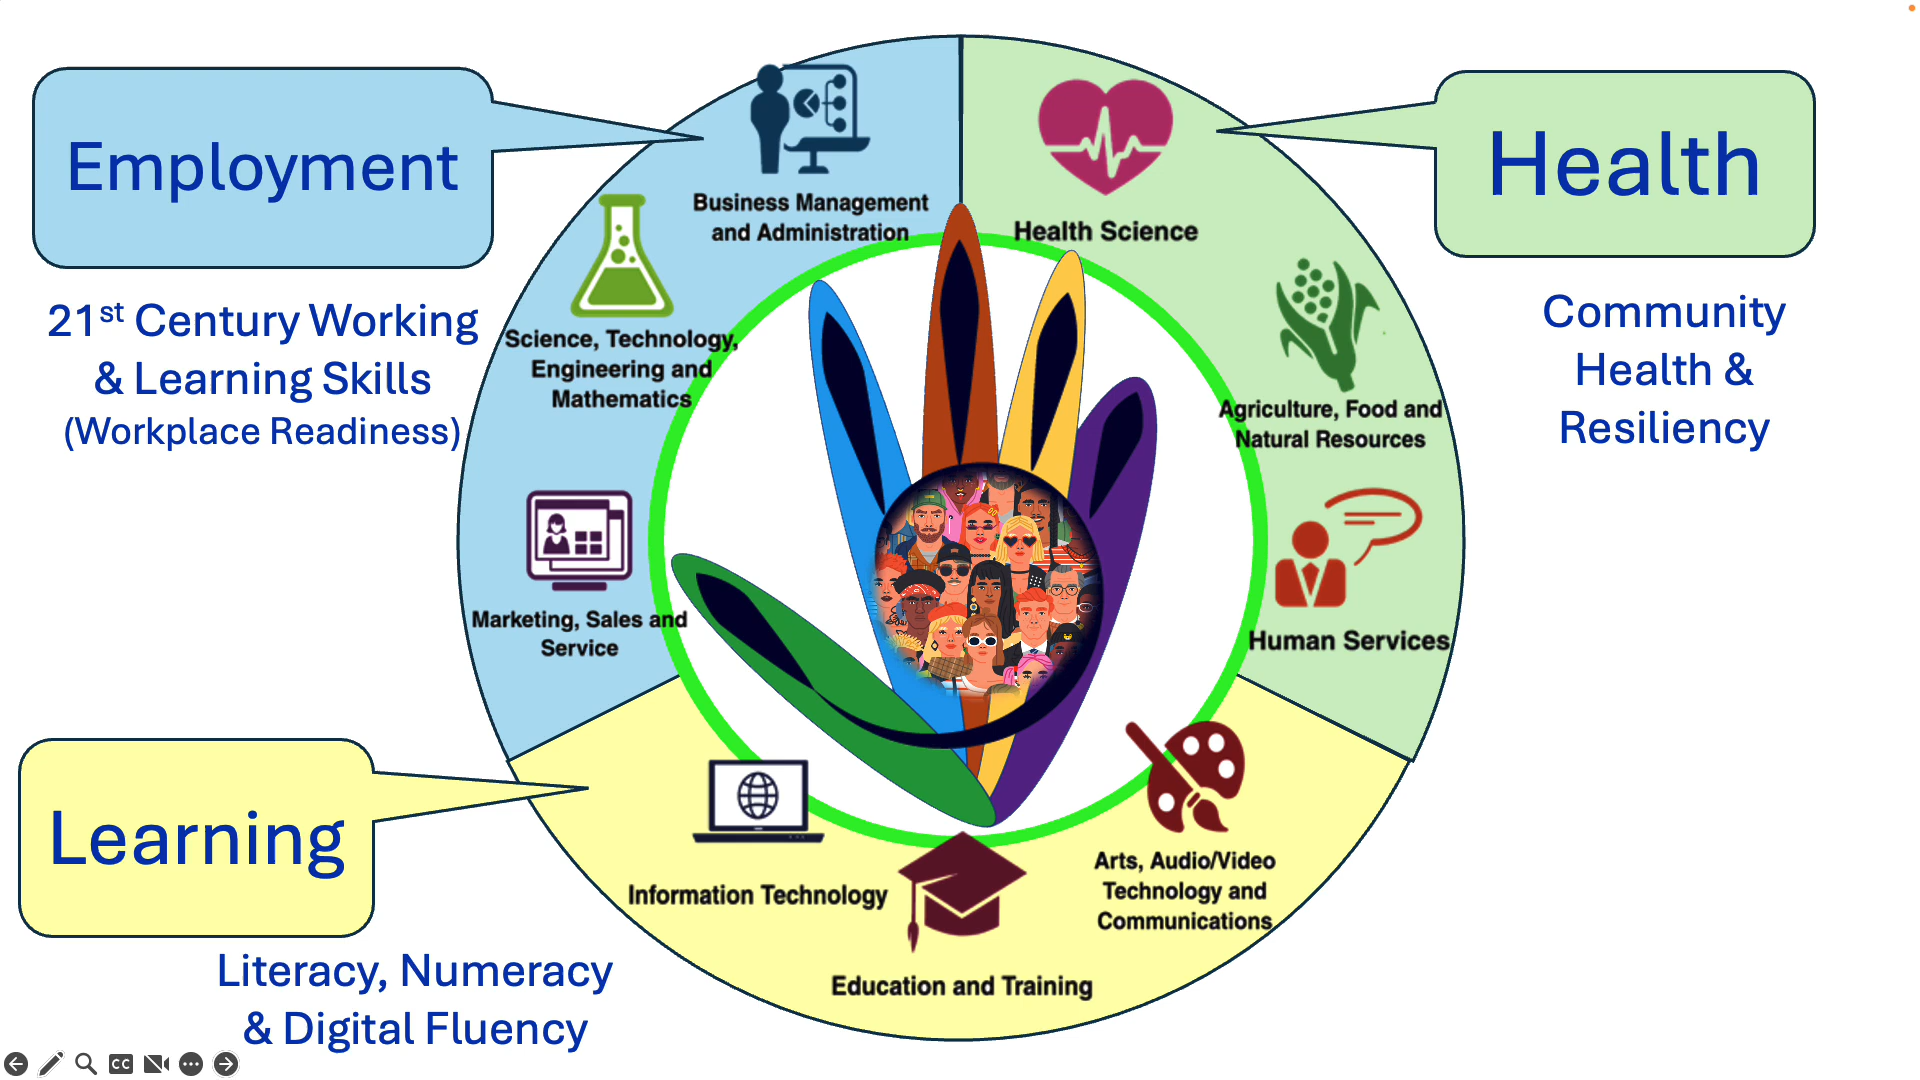 Employment
21st Century Working
& Learning Skills
(Workplace Readiness)
Business Management
and Administration
Science, Technology,
Engineering and
Mathematics
Marketing, Sales and
Service
Health
Community
Health &
Resiliency
Health Science
Agriculture, Food and
Natural Resources
Human Services
Learning
Literacy, Numeracy
& Digital Fluency
Information Technology
Education and Training
Arts, Audio/Video
Technology and
Communications
CC